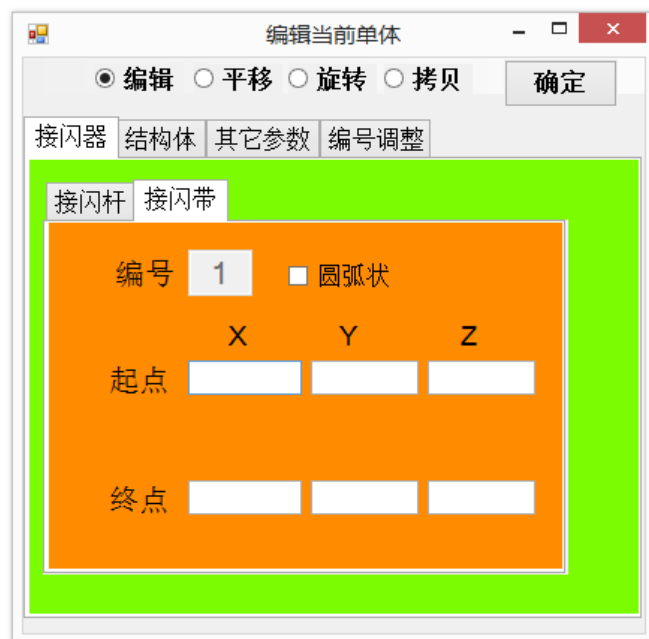 编辑当前单体
编辑 平移 旋转 拷贝 确定
接闪器 结构体 其它参数 编号调整
接闪杆 接闪带
编号 1 圆弧状
X Y Z
起点
终点